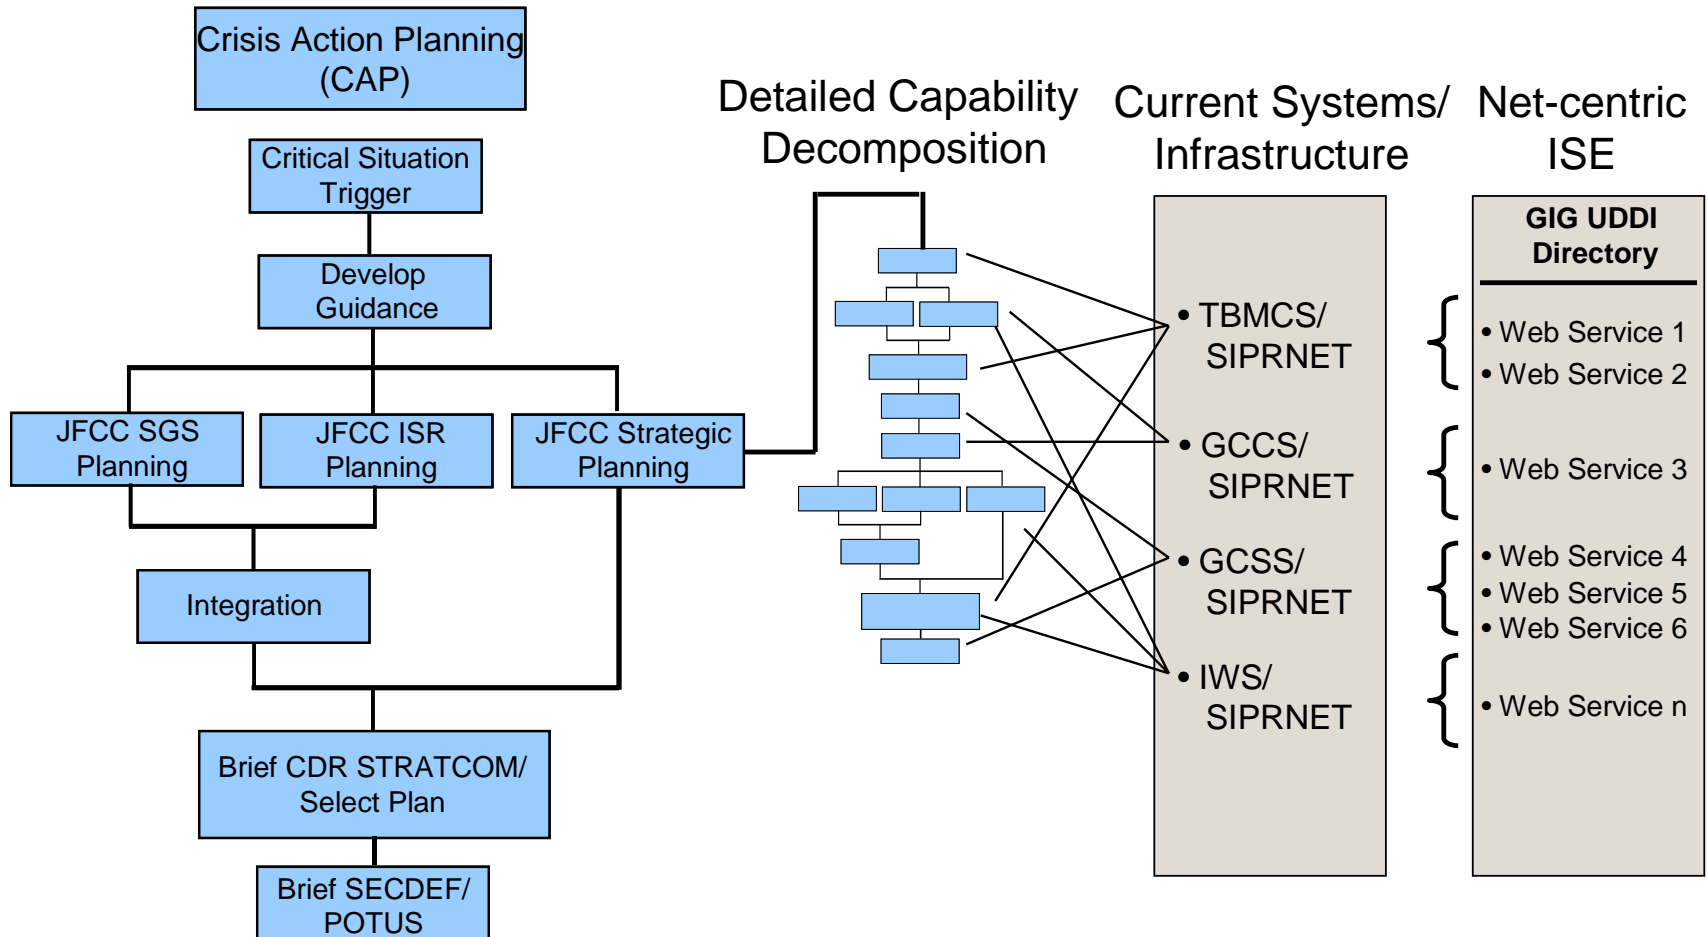 Crisis Action Planning
(CAP)
Critical Situation
Trigger
Develop
Guidance
JFCC SGS
Planning
JFCC ISR
Planning
JFCC Strategic
Planning
Integration
Brief CDR STRATCOM/
Select Plan
Brief SECDEF/
POTUS
Detailed Capability
Decomposition
Current Systems/
Infrastructure
• TBMCS/
SIPRNET
• GCCS/
SIPRNET
• GCSS/
SIPRNET
• IWS/
SIPRNET
Net-centric
ISE
GIG UDDI
Directory
• Web Service 1
• Web Service 2
• Web Service 3
• Web Service 4
• Web Service 5
• Web Service 6
• Web Service n